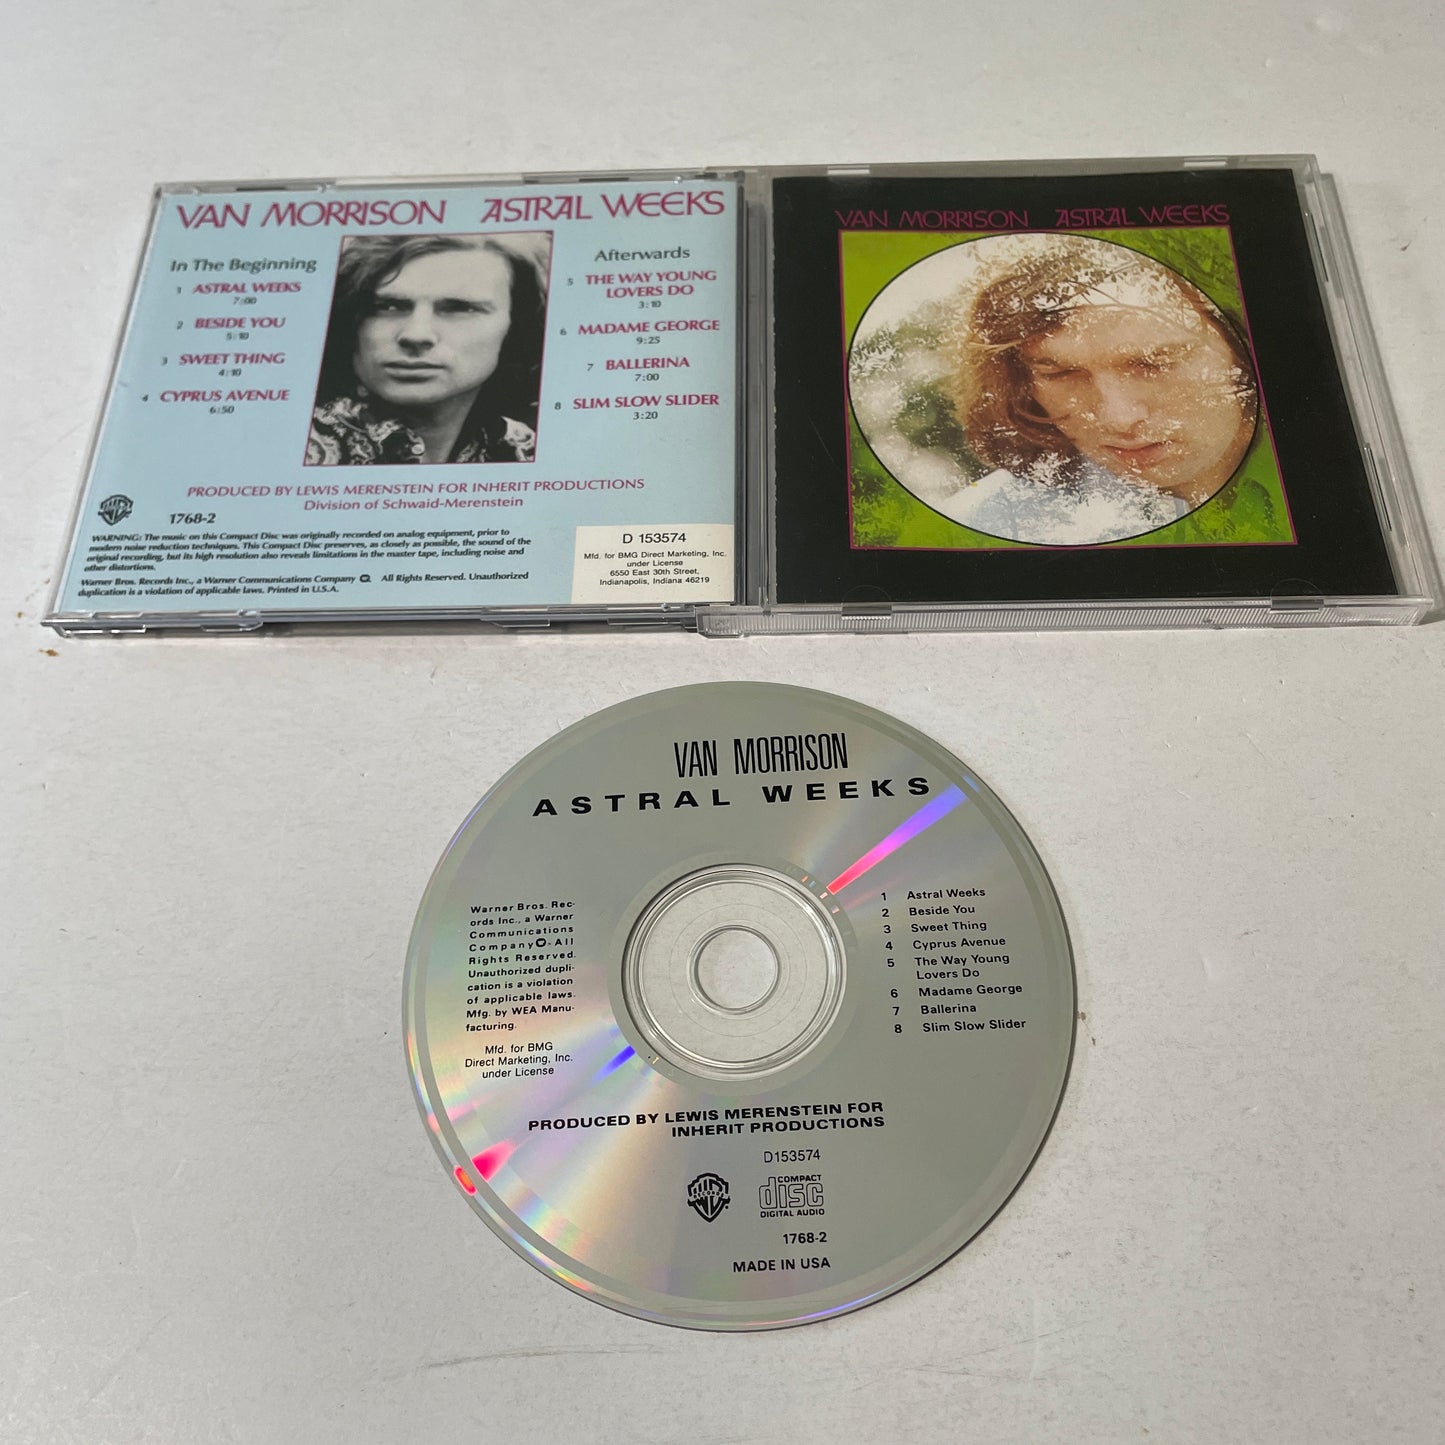 VAN MORRISON ASTRAL WEEKS
In The Beginning
1 ASTRAL WEEKS
7:00
2 BESIDE YOU
5:10
3 SWEET THING
4:10
4 CYPRUS AVENUE
6:50
Afterwards
5 THE WAY YOUNG
LOVERS DO
3:10
6 MADAME GEORGE
9:25
7 BALLERINA
7:00
8 SLIM SLOW SLIDER
3:20
PRODUCED BY LEWIS MERENSTEIN FOR INHERIT PRODUCTIONS
Division of Schwaid-Merenstein
1768-2
WARNING: The music on this Compact Disc was originally recorded on analog equipment, prior to
modern noise reduction techniques. This Compact Disc preserves, as closely as possible, the sound of the
original recording, but its high resolution also reveals limitations in the master tape, including noise and
other distortions.
Warner Bros. Records Inc., a Warner Communications Company All Rights Reserved. Unauthorized
duplication is a violation of applicable laws. Printed in U.S.A.
D 153574
Mfd. for BMG Direct Marketing, Inc.
under License
6550 East 30th Street,
Indianapolis, Indiana 46219
VAN MORRISON ASTRAL WEEKS
VAN MORRISON
ASTRAL WEEKS
Warner Bros. Rec-
ords Inc., a Warner
Communications
Company - All
Rights Reserved.
Unauthorized dupli-
cation is a violation
of applicable laws.
Mfg. by WEA Manu-
facturing.
Mfd. for BMG
Direct Marketing, Inc.
under License
1 Astral Weeks
2 Beside You
3 Sweet Thing
4 Cyprus Avenue
5 The Way Young
Lovers Do
6 Madame George
7 Ballerina
8 Slim Slow Slider
PRODUCED BY LEWIS MERENSTEIN FOR
INHERIT PRODUCTIONS
D153574
RECORDS
COMPACT
disc
DIGITAL AUDIO
1768-2
MADE IN USA